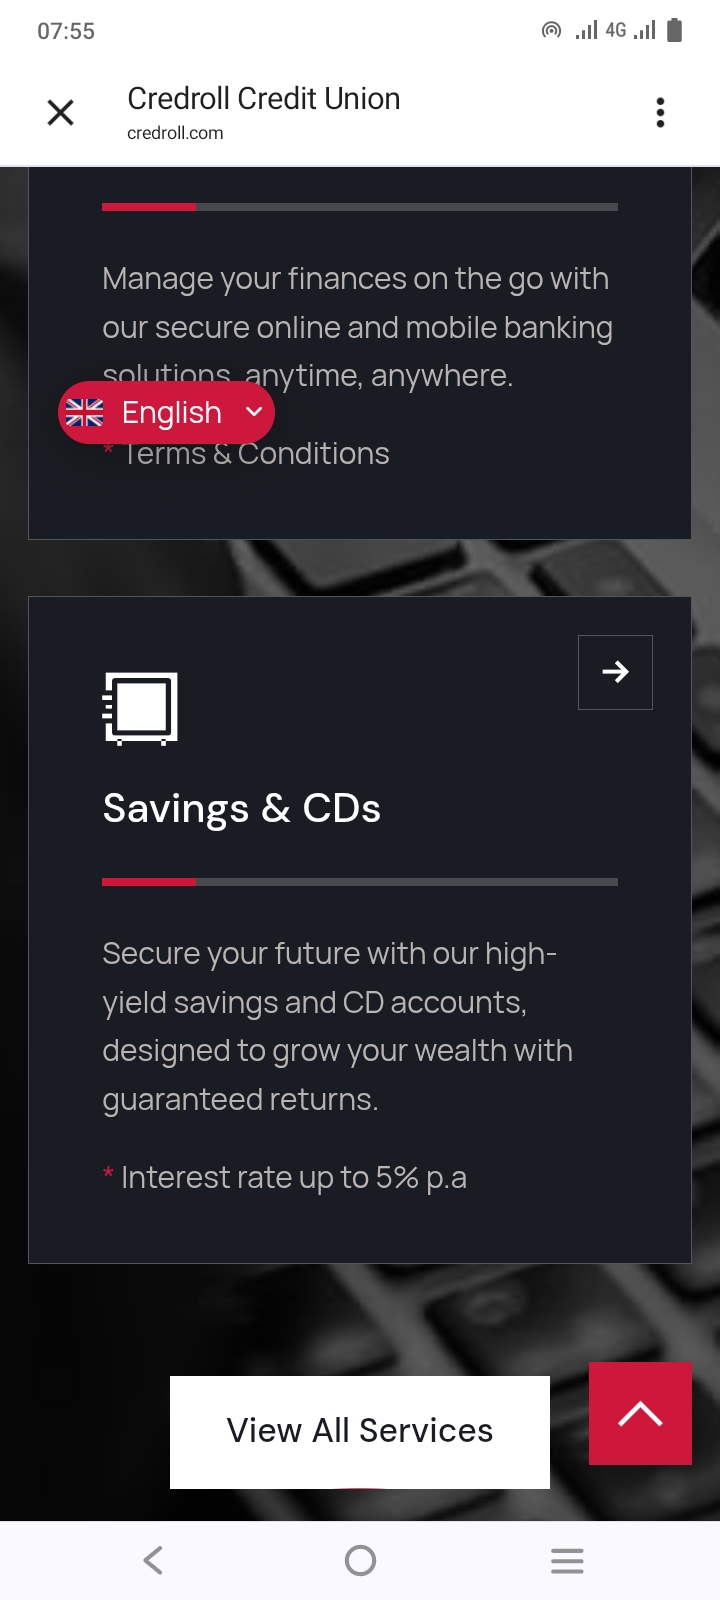 07:55
4G
Credroll Credit Union
credroll.com
Manage your finances on the go with
our secure online and mobile banking
solutions, anytime, anywhere.
English
* Terms & Conditions
Savings & CDs
Secure your future with our high-
yield savings and CD accounts,
designed to grow your wealth with
guaranteed returns.
* Interest rate up to 5% p.a
View All Services